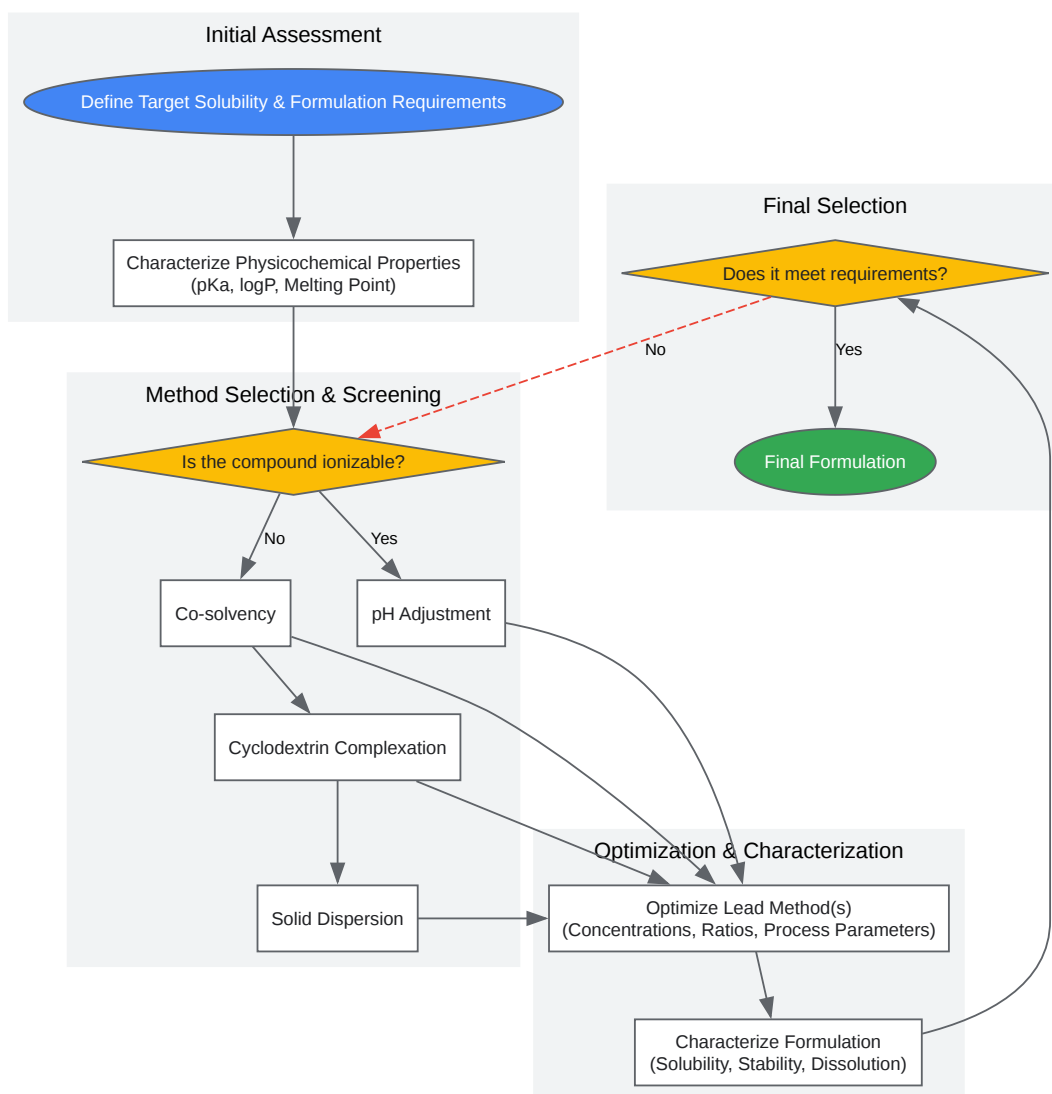 Initial Assessment
Define Target Solubility & Formulation Requirements
Characterize Physicochemical Properties
(pKa, logP, Melting Point)
Final Selection
Does it meet requirements?
No
Yes
Final Formulation
Method Selection & Screening
Is the compound ionizable?
No
Yes
Co-solvency
pH Adjustment
Cyclodextrin Complexation
Solid Dispersion
Optimization & Characterization
Optimize Lead Method(s)
(Concentrations, Ratios, Process Parameters)
Characterize Formulation
(Solubility, Stability, Dissolution)